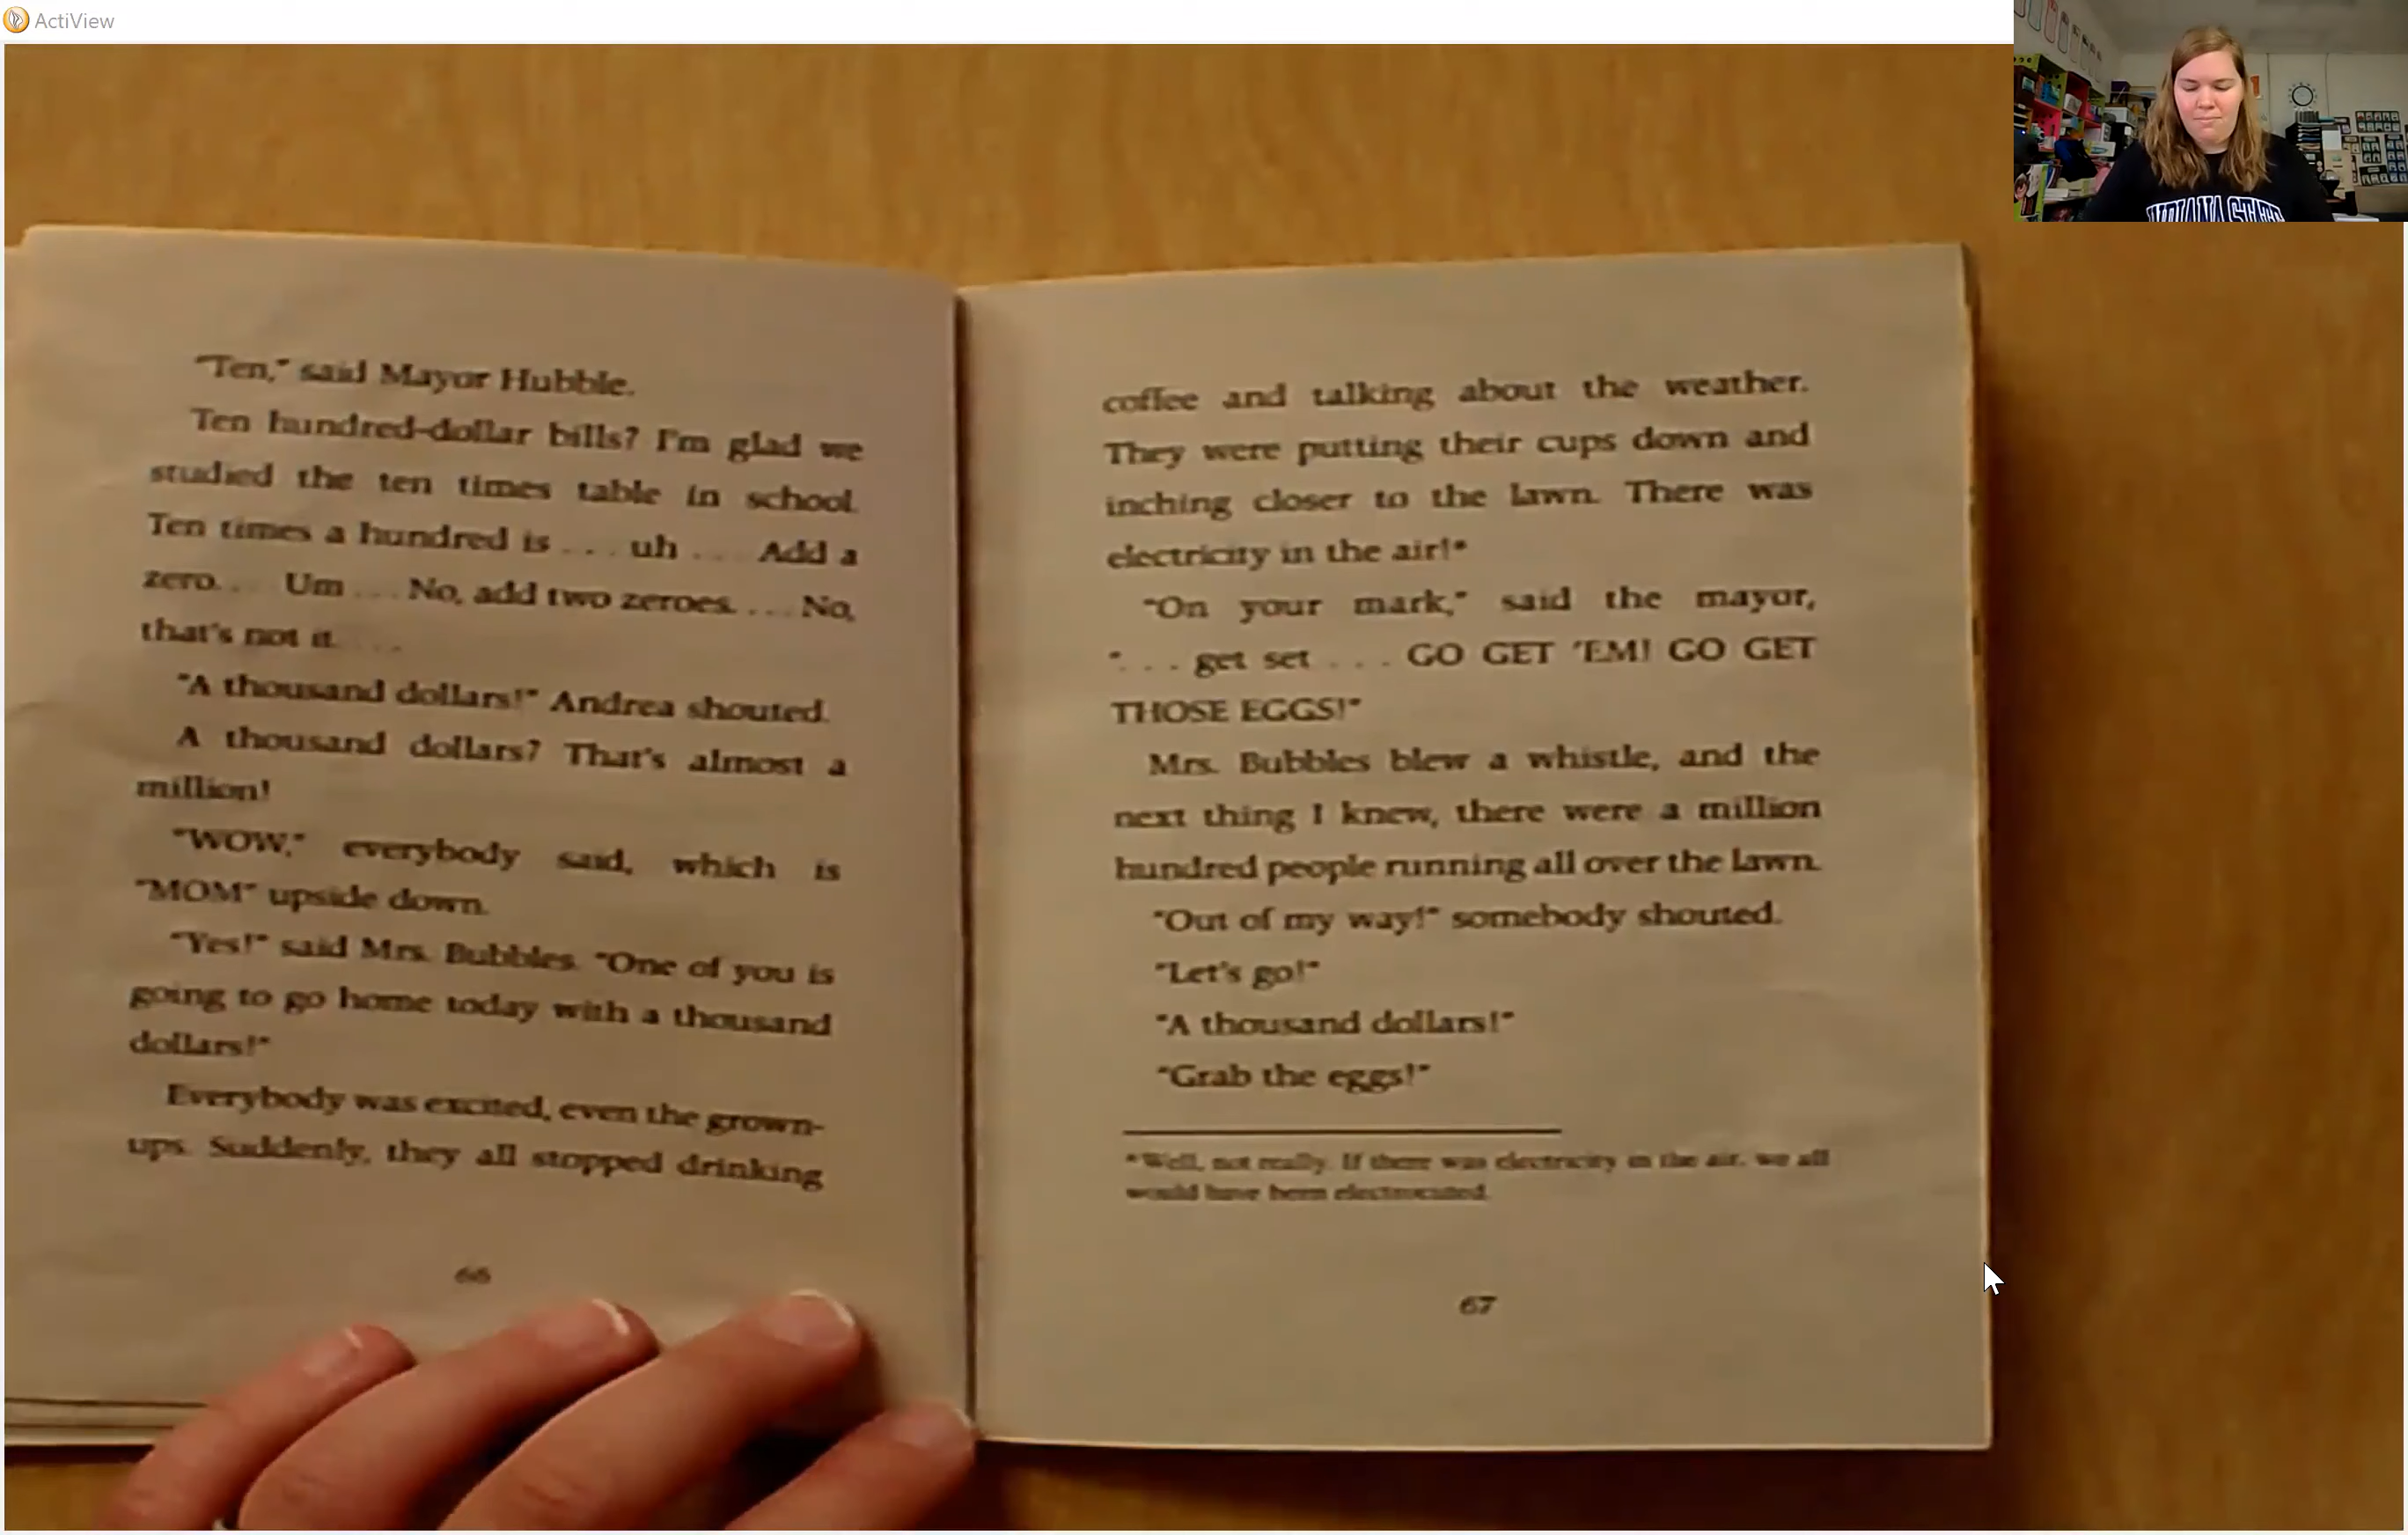 ActiView
INDIANA STATE
"Ten," said Mayor Hubble.
Ten hundred-dollar bills? I'm glad we
studied the ten times table in school.
Ten times a hundred is . . . uh . . . Add a
zero. . . . Um . . . No, add two zeroes. . . . No,
that's not it. . . .
"A thousand dollars!" Andrea shouted.
A thousand dollars? That's almost a
million!
"WOW," everybody said, which is
"MOM" upside down.
"Yes!" said Mrs. Bubbles. "One of you is
going to go home today with a thousand
dollars!"
Everybody was excited, even the grown-
ups. Suddenly, they all stopped drinking
66
coffee and talking about the weather.
They were putting their cups down and
inching closer to the lawn. There was
electricity in the air!*
"On your mark," said the mayor,
". . . get set . . . GO GET 'EM! GO GET
THOSE EGGS!"
Mrs. Bubbles blew a whistle, and the
next thing I knew, there were a million
hundred people running all over the lawn.
"Out of my way!" somebody shouted.
"Let's go!"
"A thousand dollars!"
"Grab the eggs!"
*Well, not really. If there was electricity in the air, we all
would have been electrocuted.
67